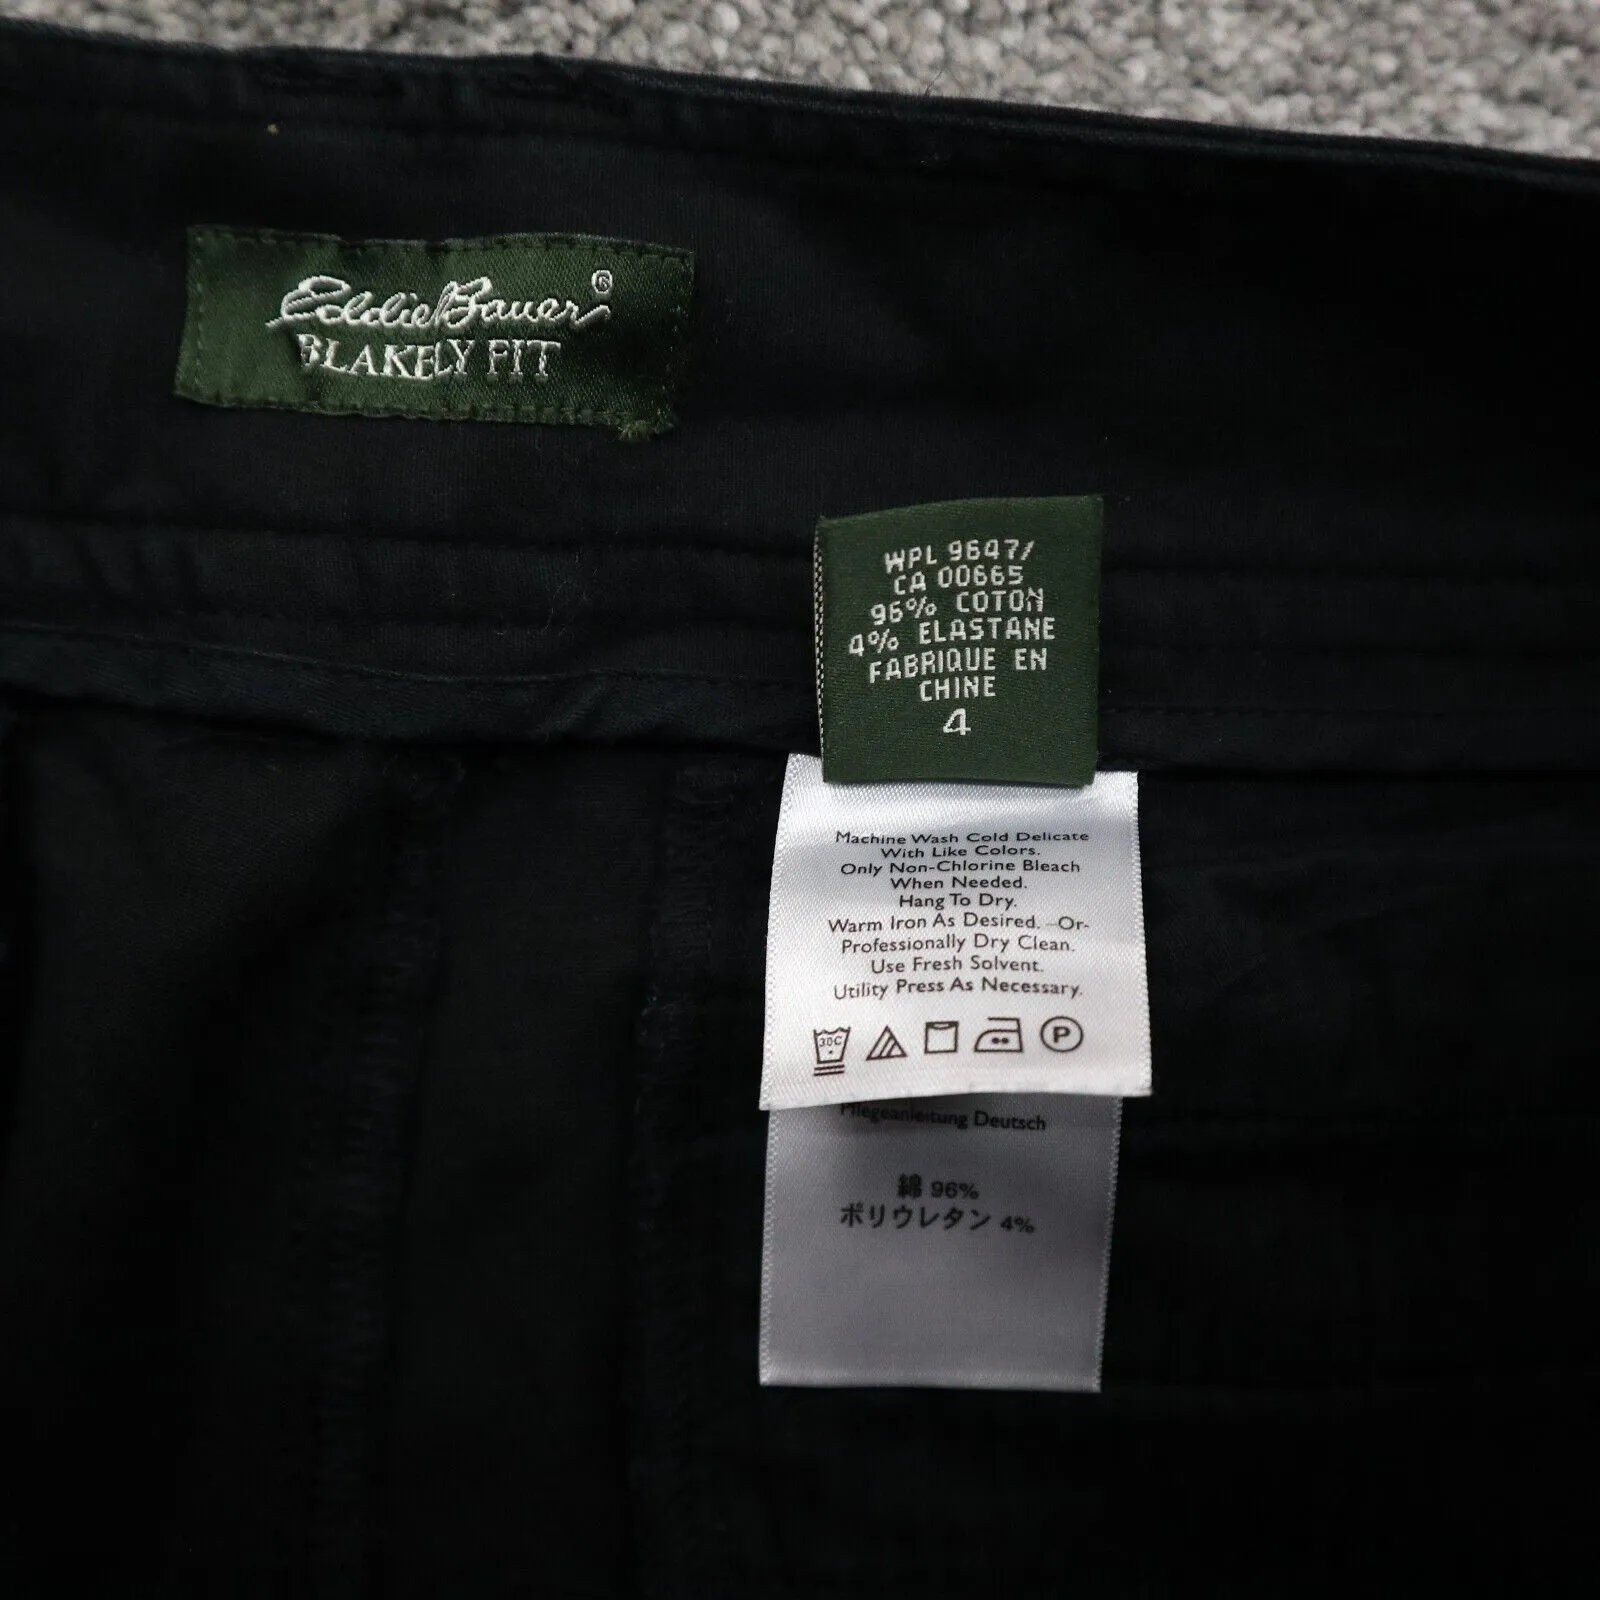 Eddie Bauer®
BLAKELY FIT
WPL 9647/
CA 00665
96% COTON
4% ELASTANE
FABRIQUE EN
CHINE
4
Machine Wash Cold Delicate
With Like Colors.
Only Non-Chlorine Bleach
When Needed.
Hang To Dry.
Warm Iron As Desired. -Or-
Professionally Dry Clean.
Use Fresh Solvent.
Utility Press As Necessary.
30C
P
Pflegeanleitung Deutsch
綿 96%
ポリウレタン 4%